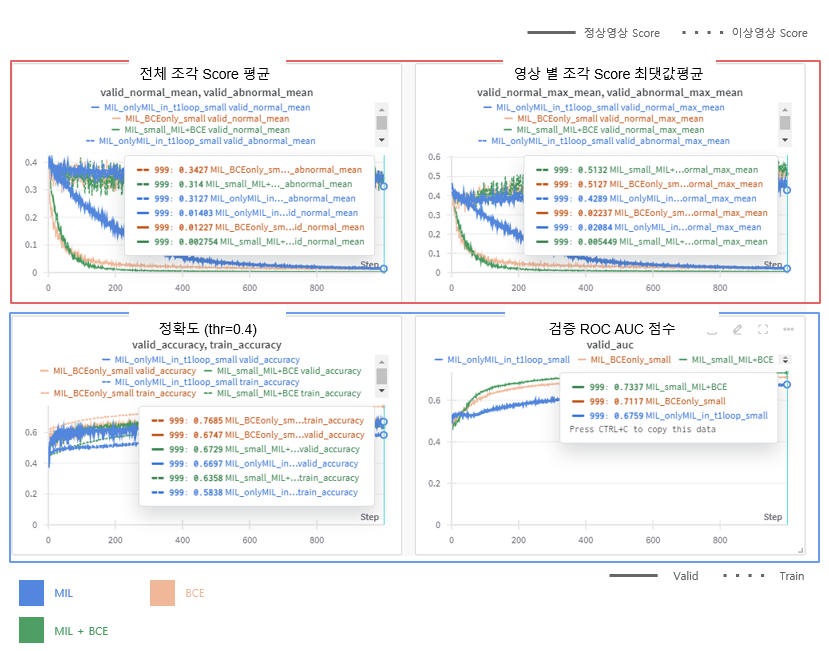 정상영상 Score 이상영상 Score
전체 조각 Score 평균
valid_normal_mean, valid_abnormal_mean
MIL_onlyMIL_in_t1loop_small valid_normal_mean
MIL_BCEonly_small valid_normal_mean
MIL_small_MIL+BCE valid_normal_mean
MIL_onlyMIL_in_t1loop_small valid_abnormal_mean
0.4
0.3
0.2
0.1
0
999: 0.3427 MIL_BCEonly_sm..._abnormal_mean
999: 0.314 MIL_small_MIL+..._abnormal_mean
999: 0.3127 MIL_onlyMIL_in..._abnormal_mean
999: 0.01403 MIL_onlyMIL_in...id_normal_mean
999: 0.01227 MIL_BCEonly_sm...id_normal_mean
999: 0.002754 MIL_small_MIL+...id_normal_mean
Step
0 200 400 600 800
영상 별 조각 Score 최댓값평균
valid_normal_max_mean, valid_abnormal_max_mean
MIL_onlyMIL_in_t1loop_small valid_normal_max_mean
MIL_BCEonly_small valid_normal_max_mean
MIL_small_MIL+BCE valid_normal_max_mean
MIL_onlyMIL_in_t1loop_small valid_abnormal_max_mean
0.6
0.5
0.4
0.3
0.2
0.1
0
999: 0.5132 MIL_small_MIL+...ormal_max_mean
999: 0.5127 MIL_BCEonly_sm...ormal_max_mean
999: 0.4289 MIL_onlyMIL_in...ormal_max_mean
999: 0.02237 MIL_BCEonly_sm...ormal_max_mean
999: 0.02084 MIL_onlyMIL_in...ormal_max_mean
999: 0.005449 MIL_small_MIL+...ormal_max_mean
Step
0 200 400 600 800
정확도 (thr=0.4)
valid_accuracy, train_accuracy
MIL_onlyMIL_in_t1loop_small valid_accuracy
MIL_BCEonly_small valid_accuracy MIL_small_MIL+BCE valid_accuracy
MIL_onlyMIL_in_t1loop_small train_accuracy
MIL_BCEonly_small train_accuracy MIL_small_MIL+BCE train_accuracy
0.6
0.4
0.2
0
999: 0.7685 MIL_BCEonly_sm...train_accuracy
999: 0.6747 MIL_BCEonly_sm...valid_accuracy
999: 0.6729 MIL_small_MIL+...valid_accuracy
999: 0.6697 MIL_onlyMIL_in...valid_accuracy
999: 0.6358 MIL_small_MIL+...train_accuracy
999: 0.5838 MIL_onlyMIL_in...train_accuracy
Step
0 200 400 600 800
검증 ROC AUC 점수
valid_auc
MIL_onlyMIL_in_t1loop_small MIL_BCEonly_small MIL_small_MIL+BCE
0.6
0.4
0.2
0
999: 0.7337 MIL_small_MIL+BCE
999: 0.7117 MIL_BCEonly_small
999: 0.6759 MIL_onlyMIL_in_t1loop_small
Press CTRL+C to copy this data
Step
0 200 400 600 800
Valid Train
MIL BCE
MIL + BCE